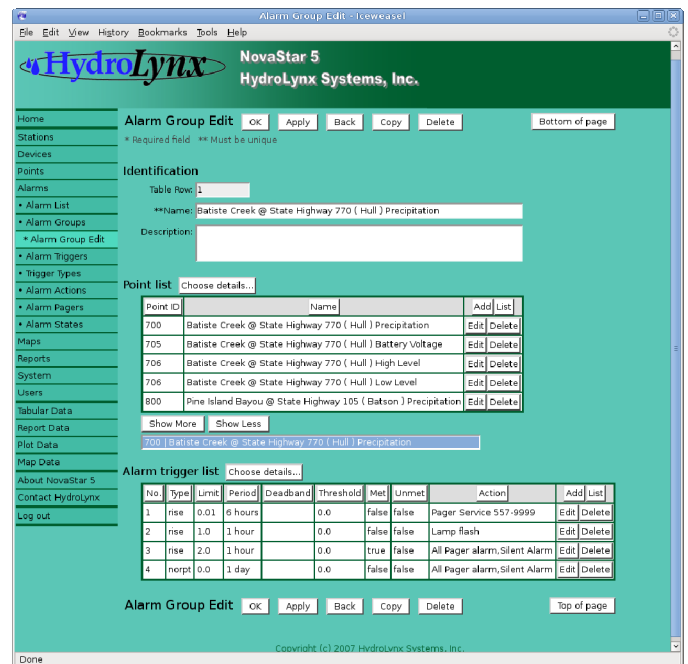 Alarm Group Edit - Iceweasel
File Edit View History Bookmarks Tools Help
HydroLynx
NovaStar 5
HydroLynx Systems, Inc.
Home
Stations
Devices
Points
Alarms
• Alarm List
• Alarm Groups
* Alarm Group Edit
• Alarm Triggers
• Trigger Types
• Alarm Actions
• Alarm Pagers
• Alarm States
Maps
Reports
System
Users
Tabular Data
Report Data
Plot Data
Map Data
About NovaStar 5
Contact HydroLynx
Log out
Alarm Group Edit OK Apply Back Copy Delete Bottom of page
* Required field ** Must be unique
Identification
Table Row: 1
**Name: Batiste Creek @ State Highway 770 ( Hull ) Precipitation
Description:
Point list Choose details...
Point ID Name Add List
700 Batiste Creek @ State Highway 770 ( Hull ) Precipitation Edit Delete
705 Batiste Creek @ State Highway 770 ( Hull ) Battery Voltage Edit Delete
706 Batiste Creek @ State Highway 770 ( Hull ) High Level Edit Delete
706 Batiste Creek @ State Highway 770 ( Hull ) Low Level Edit Delete
800 Pine Island Bayou @ State Highway 105 ( Batson ) Precipitation Edit Delete
Show More Show Less
700 | Batiste Creek @ State Highway 770 ( Hull ) Precipitation
Alarm trigger list Choose details...
No. Type Limit Period Deadband Threshold Met Unmet Action Add List
1 rise 0.01 6 hours 0.0 false false Pager Service 557-9999 Edit Delete
2 rise 1.0 1 hour 0.0 false false Lamp flash Edit Delete
3 rise 2.0 1 hour 0.0 true false All Pager alarm,Silent Alarm Edit Delete
4 norpt 0.0 1 day 0.0 false false All Pager alarm,Silent Alarm Edit Delete
Alarm Group Edit OK Apply Back Copy Delete Top of page
Copyright (c) 2007 HydroLynx Systems, Inc.
Done